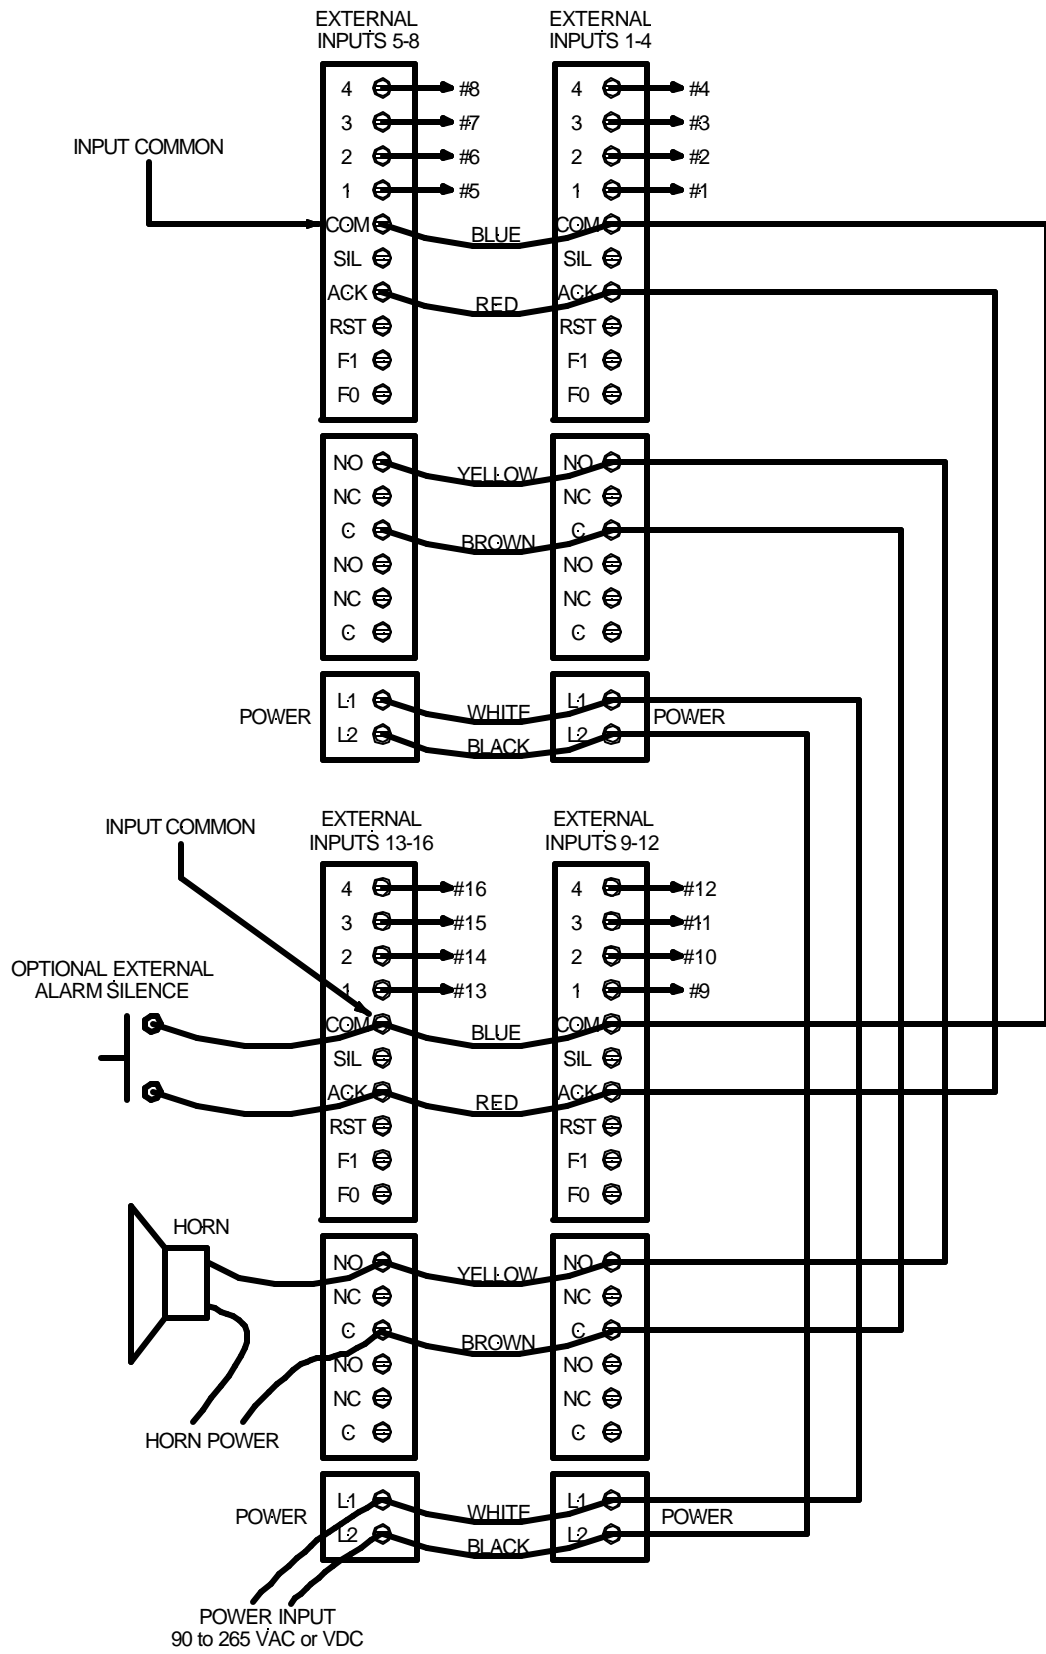 EXTERNAL
INPUTS 5-8
EXTERNAL
INPUTS 1-4
INPUT COMMON
4 #8
3 #7
2 #6
1 #5
COM
SIL
ACK
RST
F1
F0
4 #4
3 #3
2 #2
1 #1
COM
SIL
ACK
RST
F1
F0
BLUE
RED
NO
NC
C
NO
NC
C
YELLOW
BROWN
NO
NC
C
NO
NC
C
POWER
L1
L2
WHITE
BLACK
L1
L2
POWER
INPUT COMMON
EXTERNAL
INPUTS 13-16
EXTERNAL
INPUTS 9-12
OPTIONAL EXTERNAL
ALARM SILENCE
4 #16
3 #15
2 #14
1 #13
COM
SIL
ACK
RST
F1
F0
4 #12
3 #11
2 #10
1 #9
COM
SIL
ACK
RST
F1
F0
BLUE
RED
HORN
NO
NC
C
NO
NC
C
YELLOW
BROWN
NO
NC
C
NO
NC
C
HORN POWER
POWER
L1
L2
WHITE
BLACK
L1
L2
POWER
POWER INPUT
90 to 265 VAC or VDC